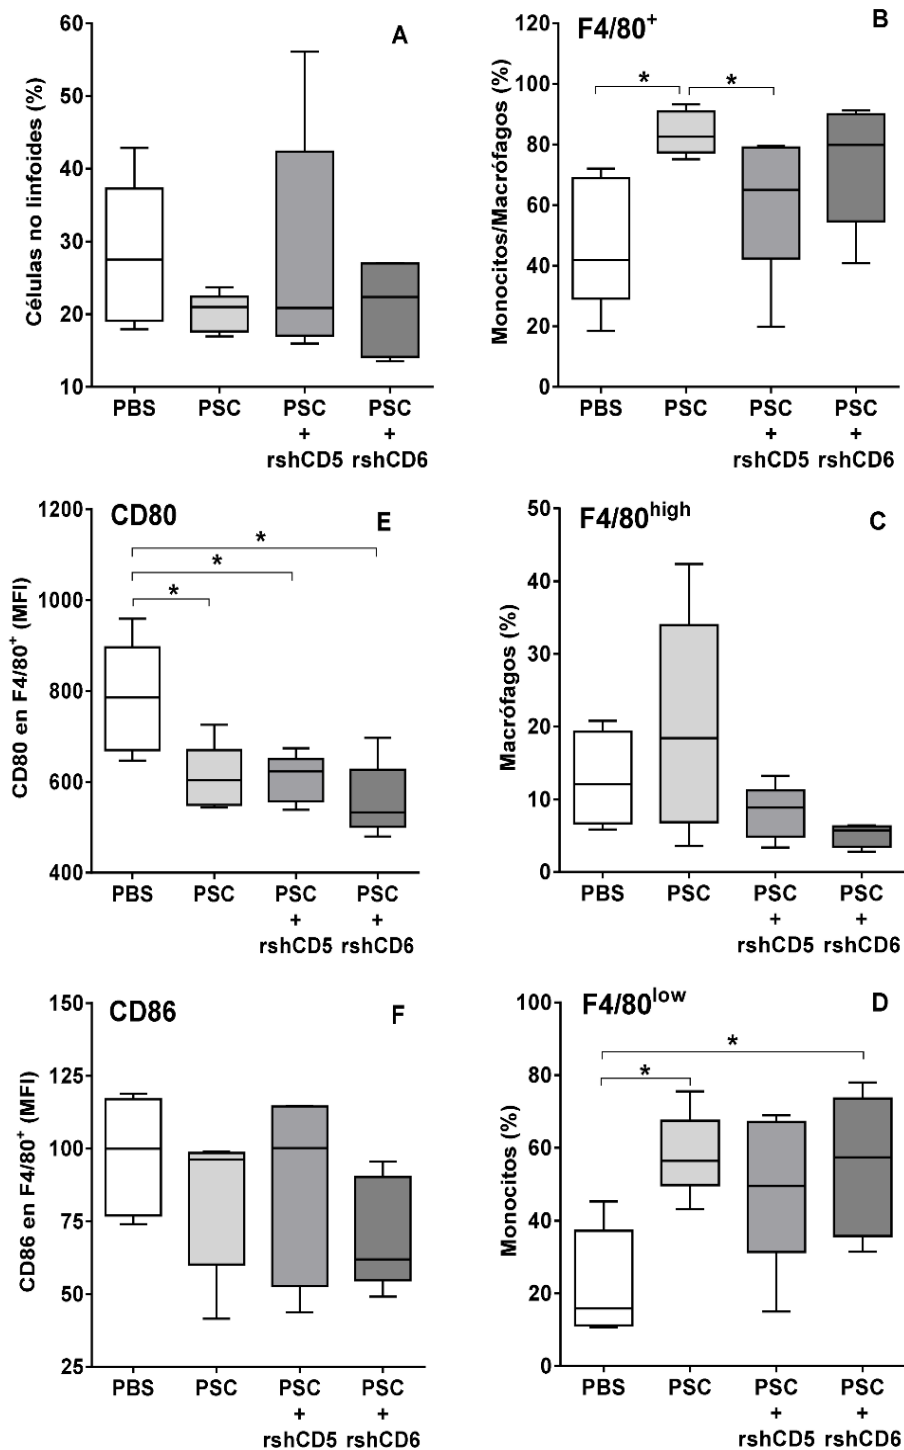 A
Células no linfoides (%)
60
50
40
30
20
10
PBS
PSC
PSC
+
rshCD5
PSC
+
rshCD6
F4/80+
B
Monocitos/Macrófagos (%)
120
100
80
60
40
20
0
*
*
PBS
PSC
PSC
+
rshCD5
PSC
+
rshCD6
CD80
E
CD80 en F4/80+ (MFI)
1200
1000
800
600
400
*
*
*
PBS
PSC
PSC
+
rshCD5
PSC
+
rshCD6
F4/80high
C
Macrófagos (%)
50
40
30
20
10
0
PBS
PSC
PSC
+
rshCD5
PSC
+
rshCD6
CD86
F
CD86 en F4/80+ (MFI)
150
125
100
75
50
25
PBS
PSC
PSC
+
rshCD5
PSC
+
rshCD6
F4/80low
D
Monocitos (%)
100
80
60
40
20
0
*
*
PBS
PSC
PSC
+
rshCD5
PSC
+
rshCD6